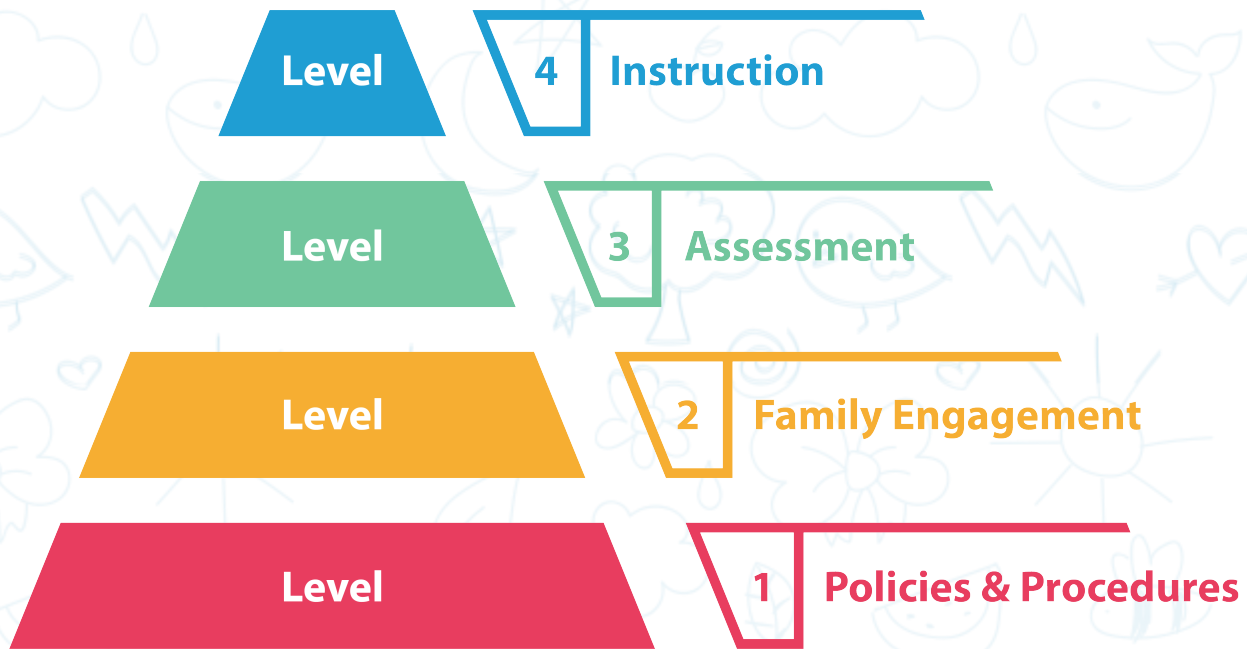 Level 4 Instruction
Level 3 Assessment
Level 2 Family Engagement
Level 1 Policies & Procedures